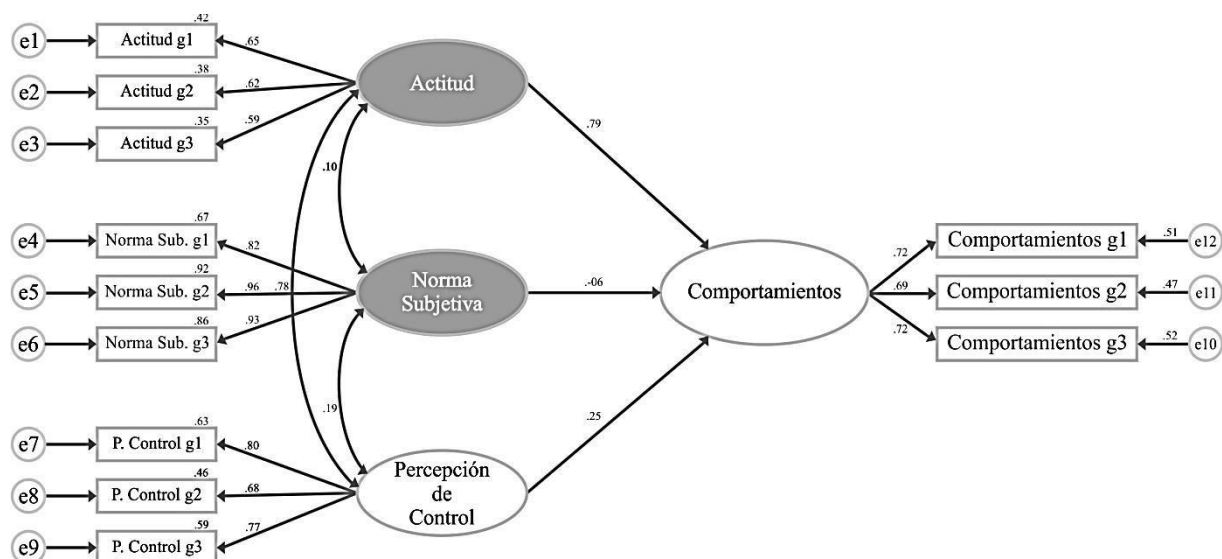 e1
.42
Actitud g1
.65
e2
.38
Actitud g2
.62
e3
.35
Actitud g3
.59
Actitud
.79
.10
e4
.67
Norma Sub. g1
.82
e5
.92
Norma Sub. g2
.96
.78
e6
.86
Norma Sub. g3
.93
Norma
Subjetiva
.-06
Comportamientos
.72
Comportamientos g1
.51
e12
.69
Comportamientos g2
.47
e11
.72
Comportamientos g3
.52
e10
.19
.25
e7
.63
P. Control g1
.80
e8
.46
P. Control g2
.68
e9
.59
P. Control g3
.77
Percepción
de
Control